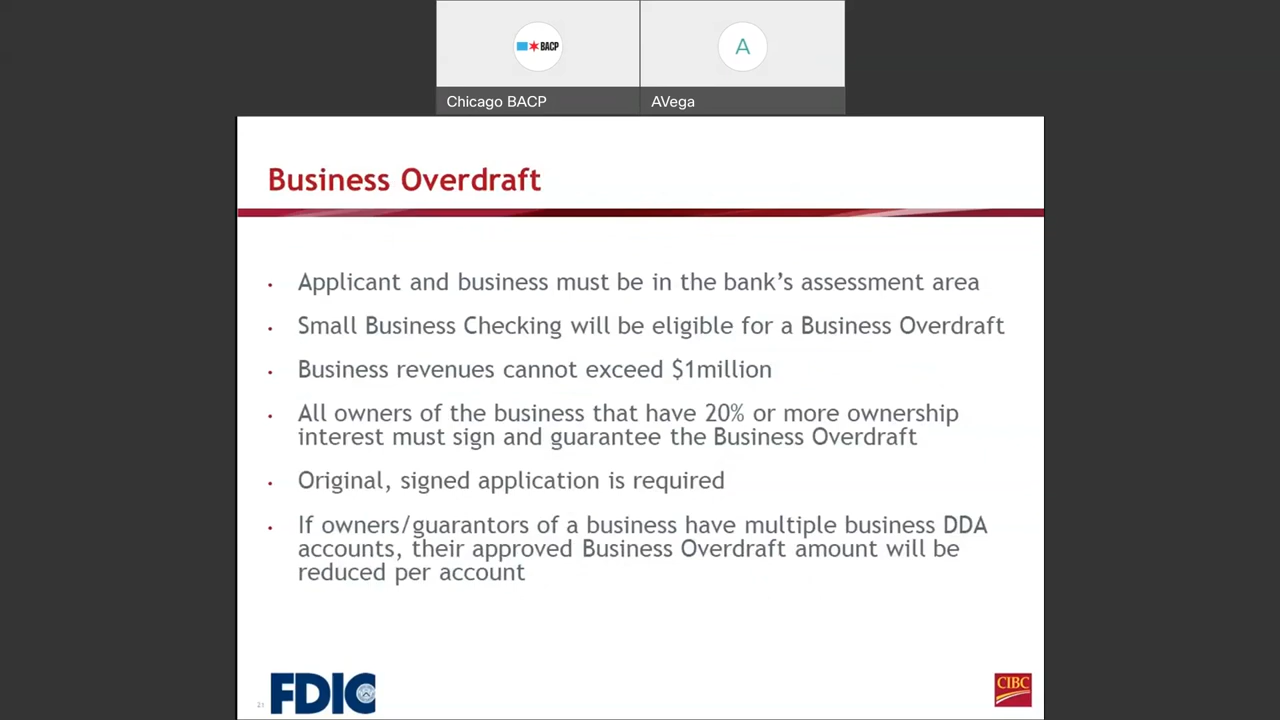 BACP
A
Chicago BACP
AVega
Business Overdraft
• Applicant and business must be in the bank’s assessment area
• Small Business Checking will be eligible for a Business Overdraft
• Business revenues cannot exceed $1million
• All owners of the business that have 20% or more ownership
interest must sign and guarantee the Business Overdraft
• Original, signed application is required
• If owners/guarantors of a business have multiple business DDA
accounts, their approved Business Overdraft amount will be
reduced per account
21
FDIC
CIBC